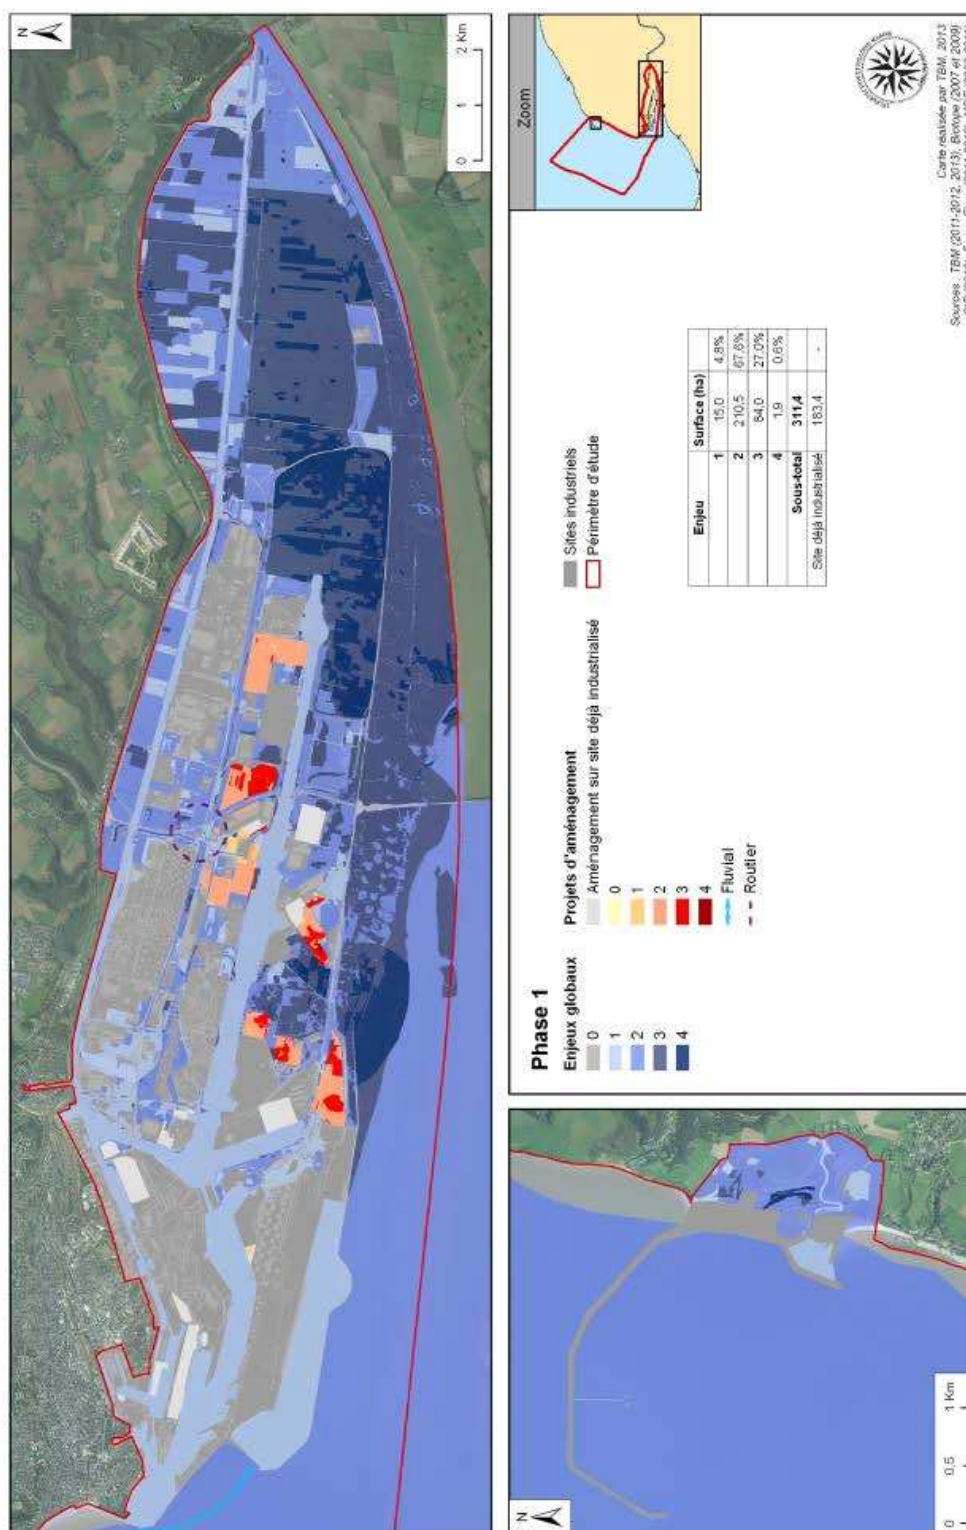 N
0 1 2 Km
Zoom
Phase 1
Enjeux globaux
0
1
2
3
4
Projets d'aménagement
Aménagement sur site déjà industrialisé
0
1
2
3
4
Fluvial
Routier
Sites industriels
Périmètre d'étude
Enjeu Surface (ha)
1 15,0 4,8%
2 210,5 67,6%
3 84,0 27,0%
4 1,9 0,6%
Sous-total 311,4
Site déjà industrialisé 183,4 -
Carte réalisée par TBM, 2013
Sources : TBM (2011-2012, 2013), Biotope (2007 et 2009)
N
0 0,5 1 Km